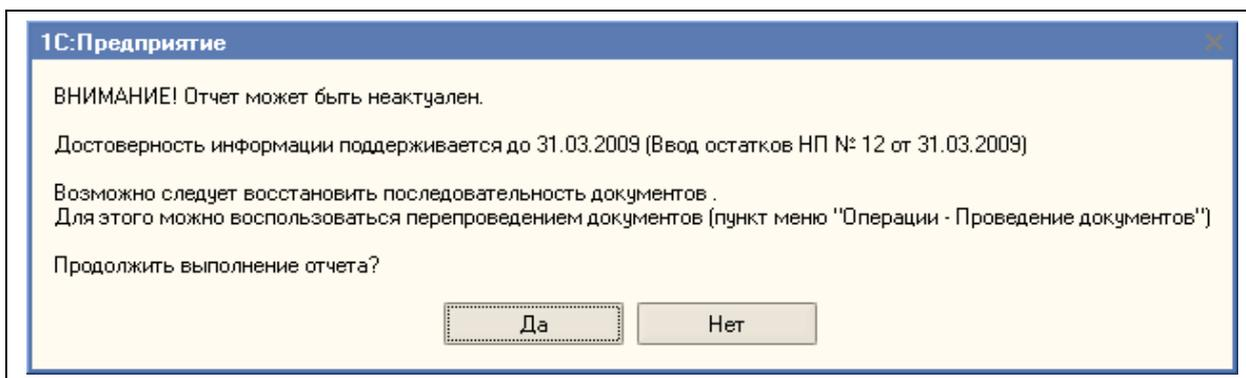 1С:Предприятие
ВНИМАНИЕ! Отчет может быть неактуален.
Достоверность информации поддерживается до 31.03.2009 (Ввод остатков НП № 12 от 31.03.2009)
Возможно следует восстановить последовательность документов .
Для этого можно воспользоваться перепроведением документов (пункт меню "Операции - Проведение документов")
Продолжить выполнение отчета?
Да
Нет